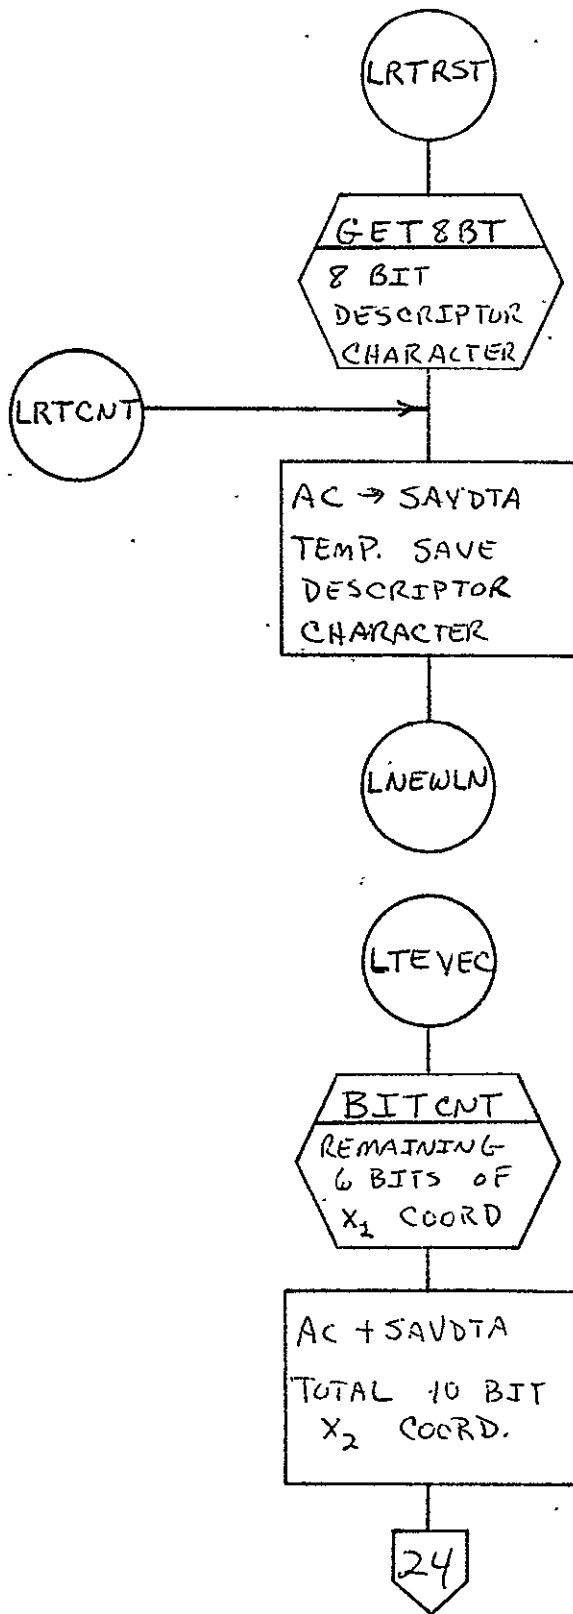 LRTRST
GET8BT
8 BIT
DESCRIPTOR
CHARACTER
LRTCNT
AC → SAVDTA
TEMP. SAVE
DESCRIPTOR
CHARACTER
LNEWLN
LTEVEC
BITCNT
REMAINING
6 BITS OF
X₁ COORD
AC + SAVDTA
TOTAL 10 BIT
X₂ COORD.
24